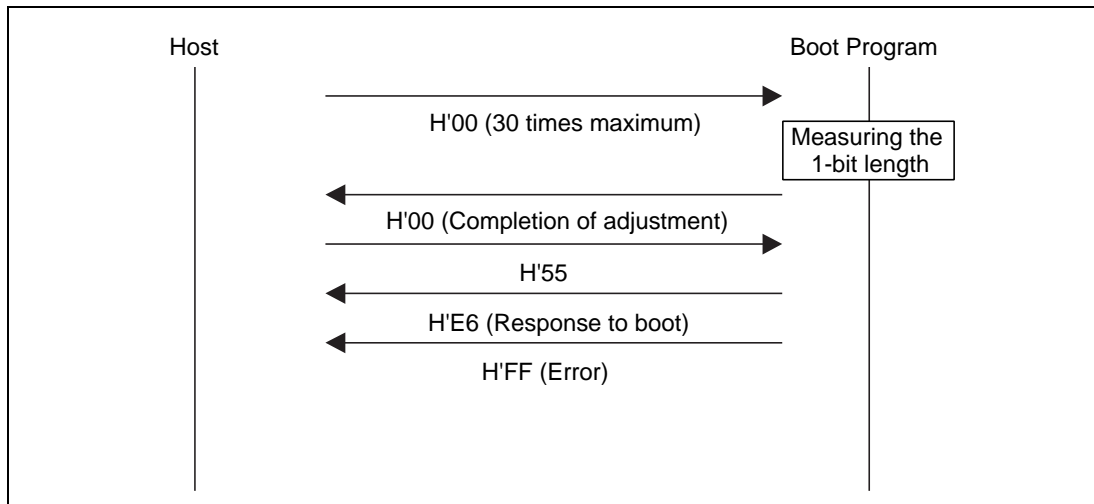 Host
Boot Program
H'00 (30 times maximum)
Measuring the
1-bit length
H'00 (Completion of adjustment)
H'55
H'E6 (Response to boot)
H'FF (Error)